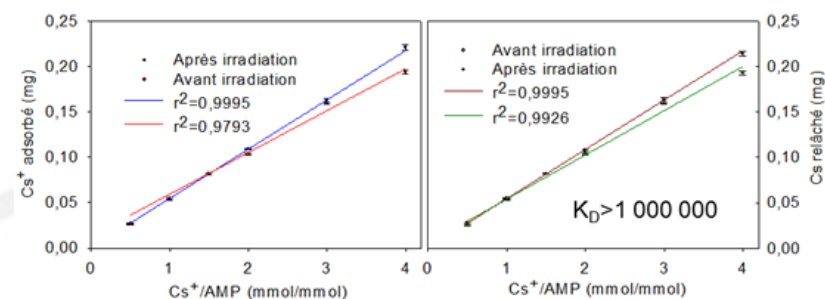 Cs⁺ adsorbé (mg)
0,25
0,20
0,15
0,10
0,05
0,00
Après irradiation
Avant irradiation
r²=0,9995
r²=0,9793
0
1
2
3
4
Cs⁺/AMP (mmol/mmol)
Avant irradiation
Après irradiation
r²=0,9995
r²=0,9926
K_D>1 000 000
0
1
2
3
4
Cs⁺/AMP (mmol/mmol)
0,25
0,20
0,15
0,10
0,05
0,00
Cs relâché (mg)